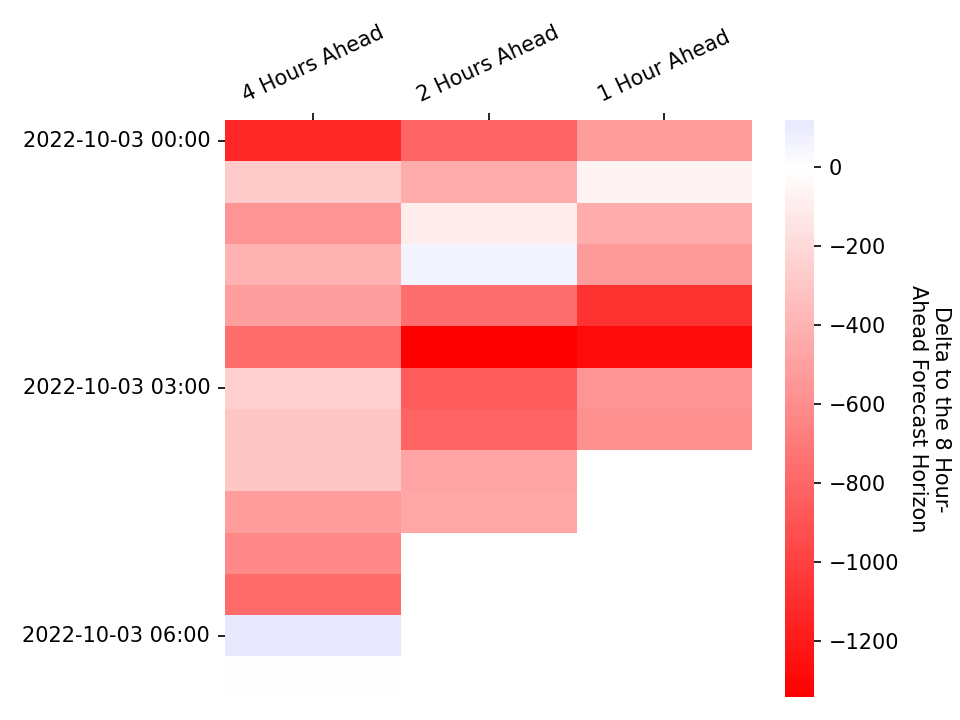 4 Hours Ahead
2 Hours Ahead
1 Hour Ahead
2022-10-03 00:00
2022-10-03 03:00
2022-10-03 06:00
0
−200
−400
−600
−800
−1000
−1200
Delta to the 8 Hour-
Ahead Forecast Horizon